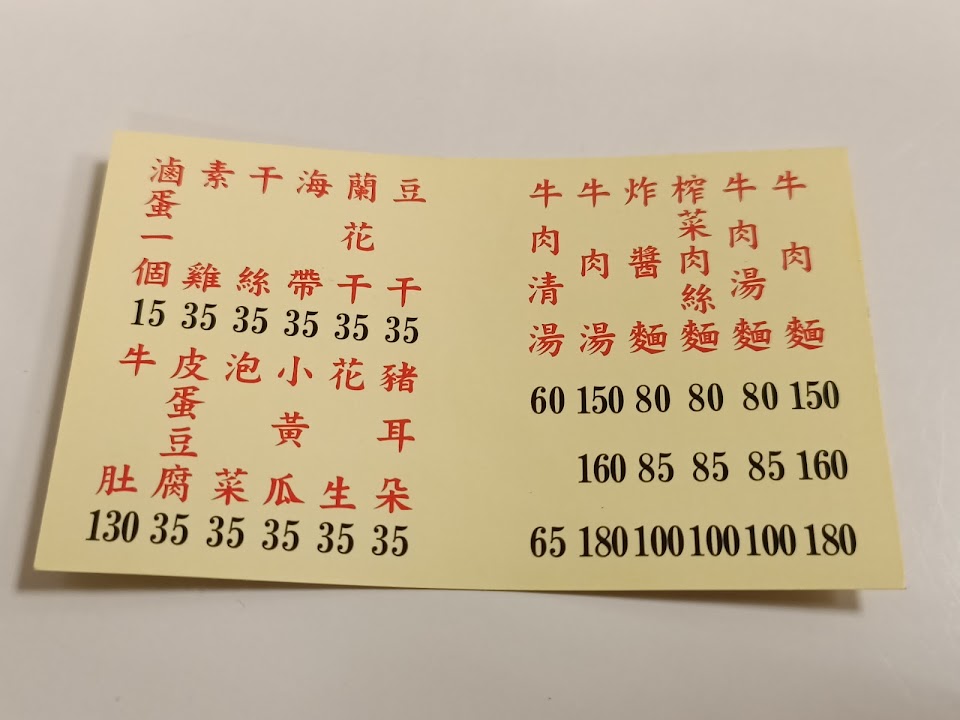 牛肉麵 150 160 180
牛肉湯麵 80 85 100
榨菜肉絲麵 80 85 100
炸醬麵 80 85 100
牛肉湯 150 160 180
牛肉清湯 60 65
豆干 35
蘭花干 35
海帶 35
干絲 35
素雞 35
滷蛋一個 15
豬耳朵 35
花生 35
小黃瓜 35
泡菜 35
皮蛋豆腐 35
牛肚 130